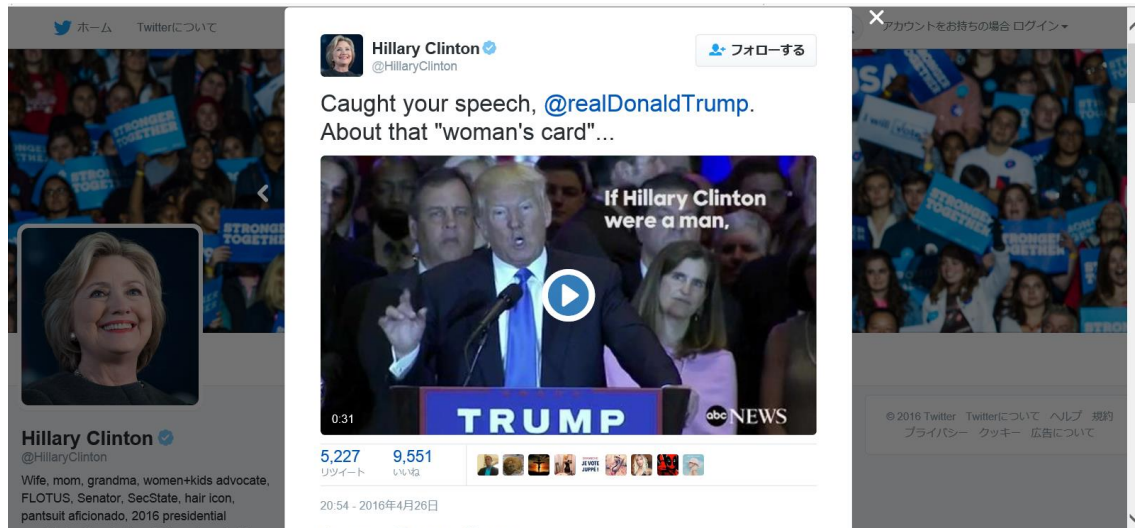 ホーム Twitterについて
アカウントをお持ちの場合 ログイン
Hillary Clinton
@HillaryClinton
フォローする
Caught your speech, @realDonaldTrump.
About that "woman's card"...
If Hillary Clinton
were a man,
0:31
TRUMP
abc NEWS
5,227 9,551
リツイート いいね
JE VOTE
JUPPÉ!
20:54 - 2016年4月26日
STRONGER
TOGETHER
I will vote
STRONGER
TOGETHER
Hillary Clinton
@HillaryClinton
Wife, mom, grandma, women+kids advocate,
FLOTUS, Senator, SecState, hair icon,
pantsuit aficionado, 2016 presidential
© 2016 Twitter Twitterについて ヘルプ 規約
プライバシー クッキー 広告について